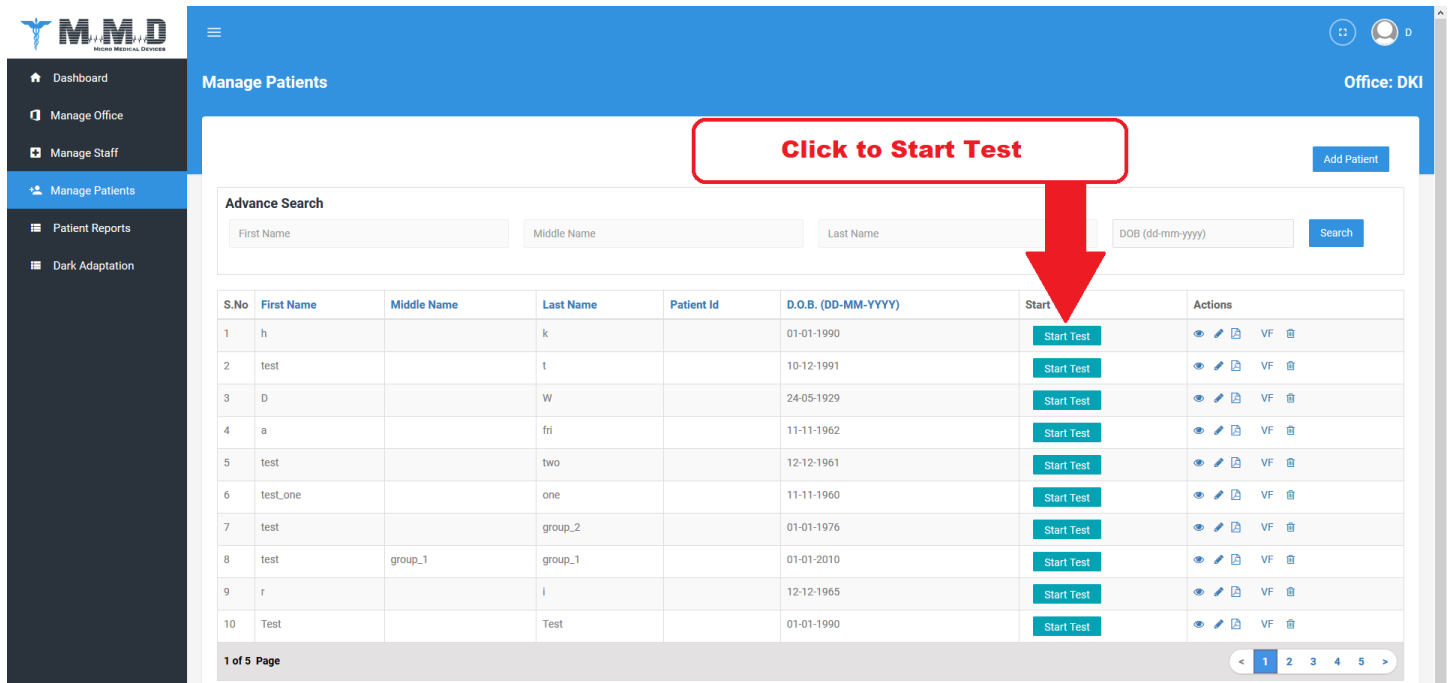 M.M.D
MICRO MEDICAL DEVICES
D
Dashboard
Manage Office
Manage Staff
Manage Patients
Patient Reports
Dark Adaptation
Manage Patients
Office: DKI
Click to Start Test
Add Patient
Advance Search
First Name Middle Name Last Name DOB (dd-mm-yyyy) Search
S.No First Name Middle Name Last Name Patient Id D.O.B. (DD-MM-YYYY) Start Actions
1 h k 01-01-1990 Start Test VF
2 test t 10-12-1991 Start Test VF
3 D W 24-05-1929 Start Test VF
4 a fri 11-11-1962 Start Test VF
5 test two 12-12-1961 Start Test VF
6 test_one one 11-11-1960 Start Test VF
7 test group_2 01-01-1976 Start Test VF
8 test group_1 group_1 01-01-2010 Start Test VF
9 r i 12-12-1965 Start Test VF
10 Test Test 01-01-1990 Start Test VF
1 of 5 Page < 1 2 3 4 5 >